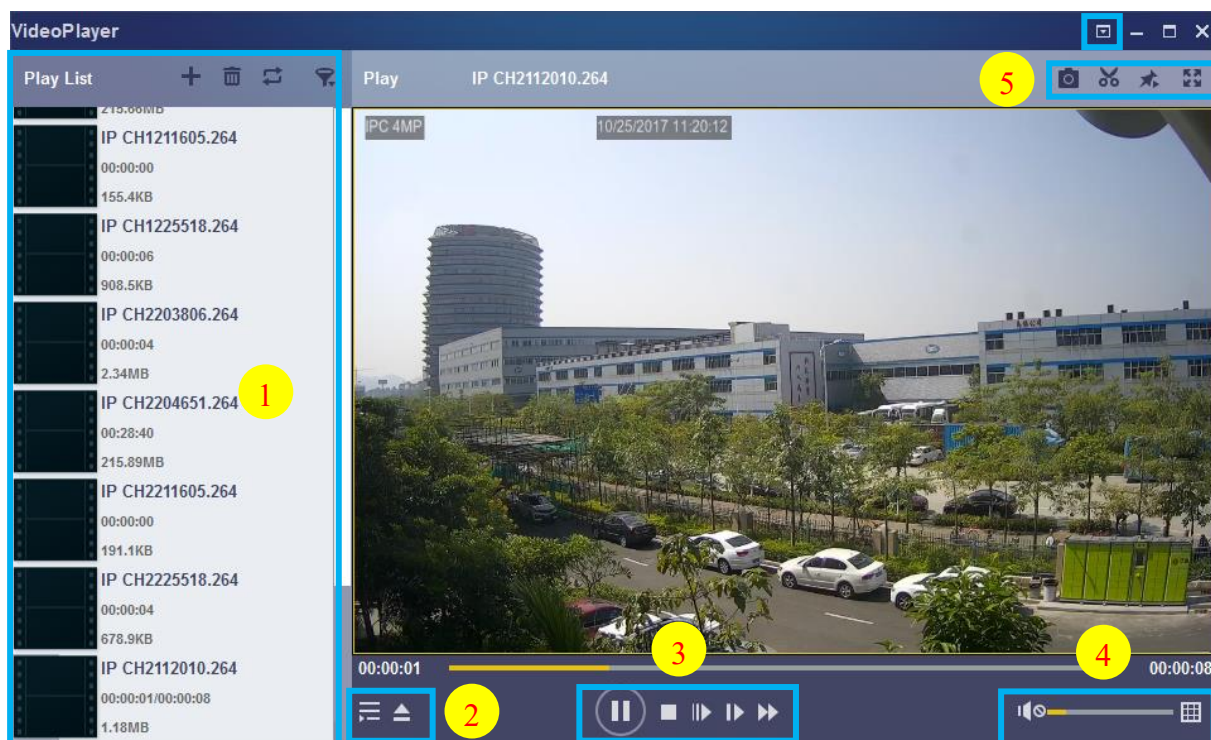 VideoPlayer
Play List
Play
IP CH2112010.264
5
215.66MB
IP CH1211605.264
00:00:00
155.4KB
IP CH1225518.264
00:00:06
908.5KB
IP CH2203806.264
00:00:04
2.34MB
IP CH2204651.264
00:28:40
215.89MB
IP CH2211605.264
00:00:00
191.1KB
IP CH2225518.264
00:00:04
678.9KB
IP CH2112010.264
00:00:01/00:00:08
1.18MB
1
IPC 4MP
10/25/2017 11:20:12
00:00:01
3
4
00:00:08
2